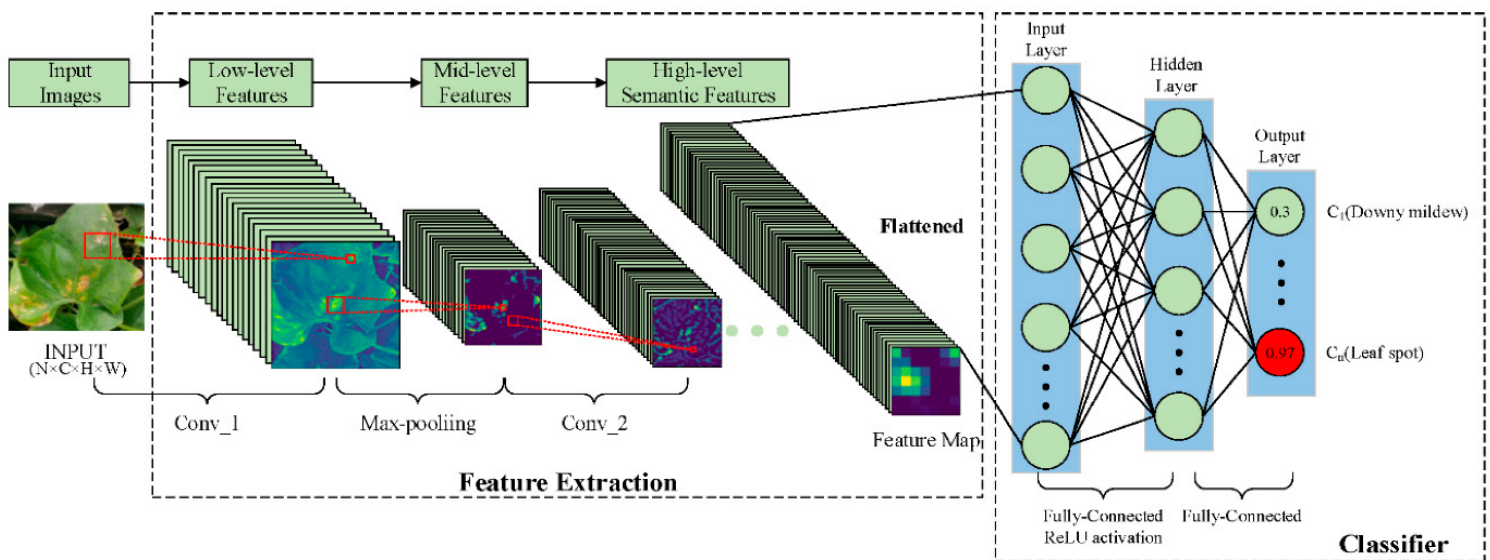 Input
Images
Low-level
Features
Mid-level
Features
High-level
Semantic Features
INPUT
(N×C×H×W)
Conv_1
Max-pooliing
Conv_2
Flattened
Feature Map
Feature Extraction
Input
Layer
Hidden
Layer
Output
Layer
0.3
C₁(Downy mildew)
0.97
Cₙ(Leaf spot)
Fully-Connected
ReLU activation
Fully-Connected
Classifier